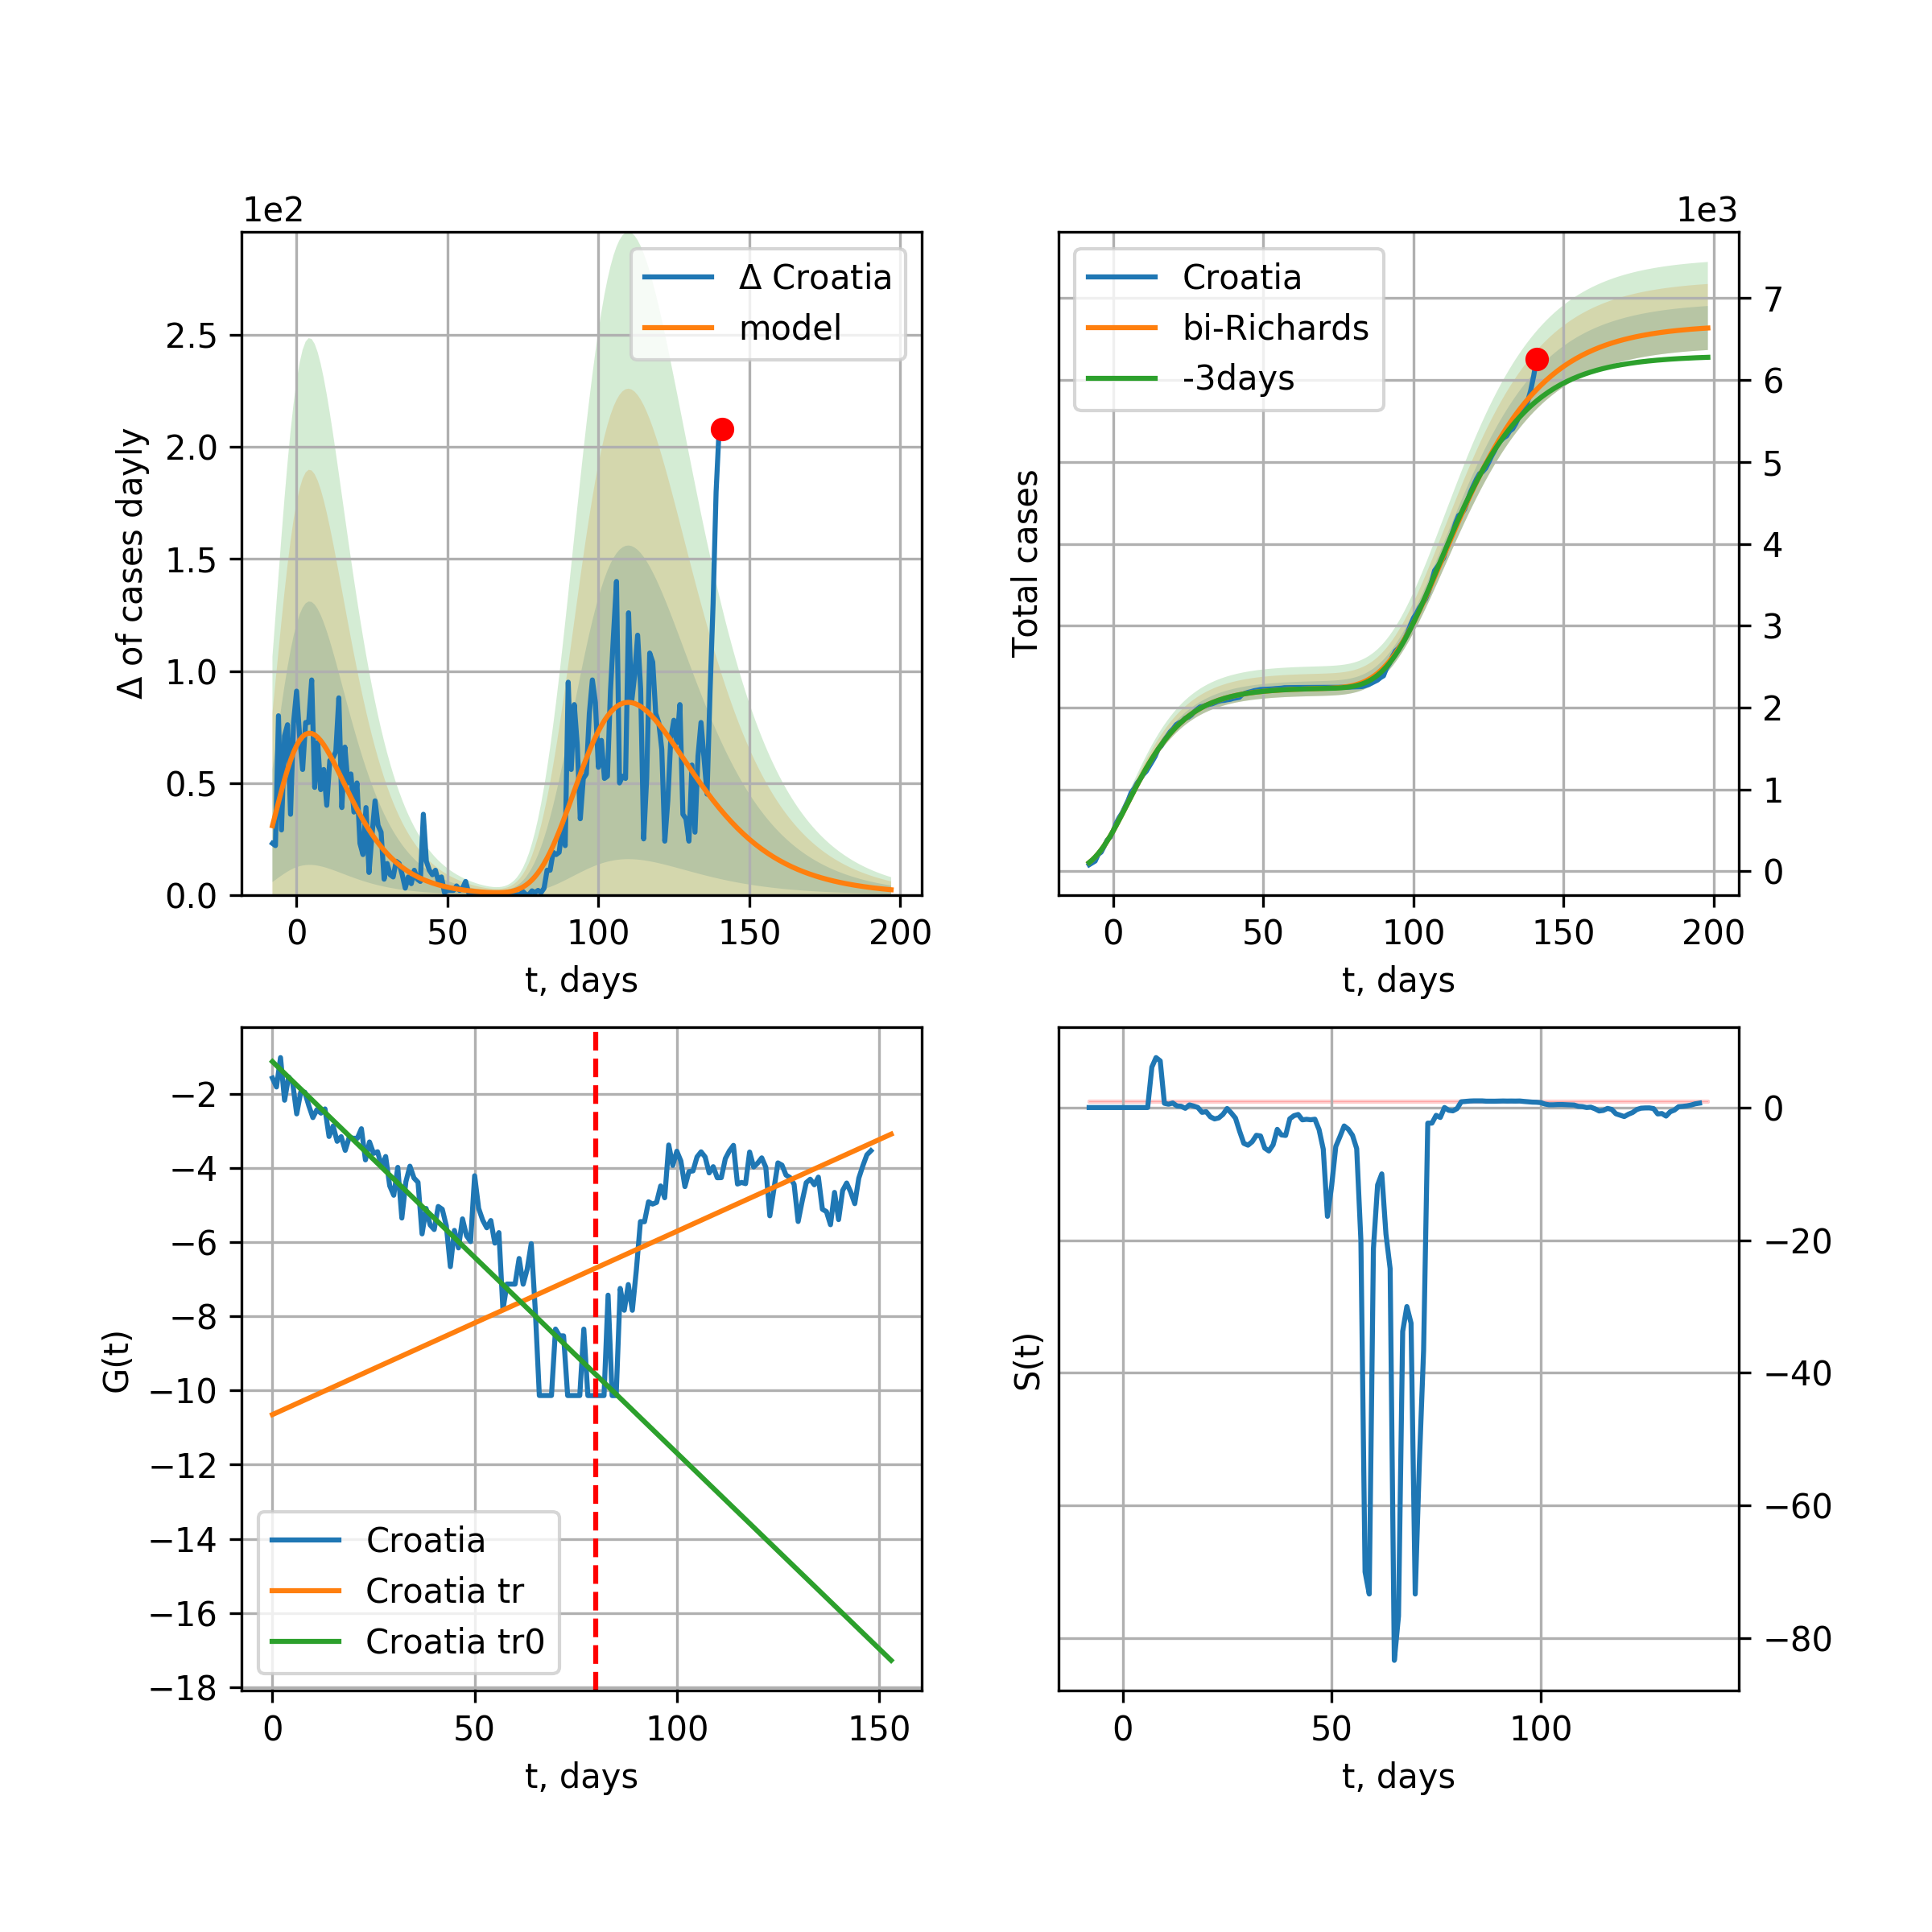 1e2
Δ of cases dayly
2.5
2.0
1.5
1.0
0.5
0.0
0 50 100 150 200
t, days
Δ Croatia
model
1e3
Total cases
7
6
5
4
3
2
1
0
0 50 100 150 200
t, days
Croatia
bi-Richards
-3days
G(t)
−2
−4
−6
−8
−10
−12
−14
−16
−18
0 50 100 150
t, days
Croatia
Croatia tr
Croatia tr0
S(t)
0
−20
−40
−60
−80
0 50 100
t, days